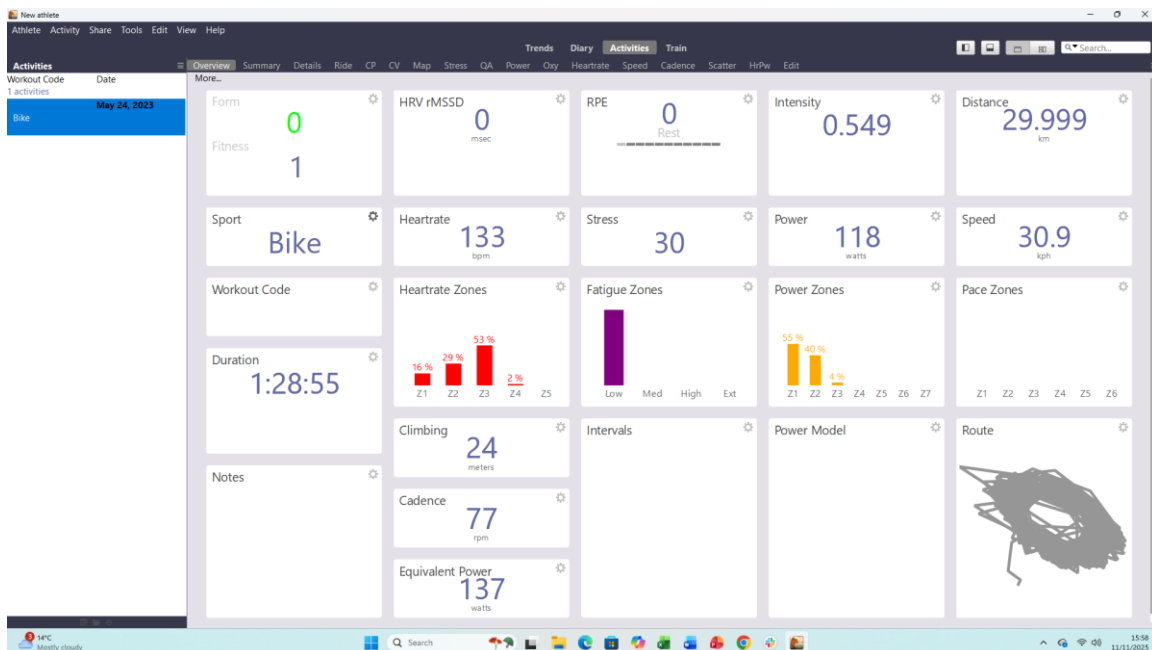 New athlete
Athlete Activity Share Tools Edit View Help
Trends Diary Activities Train
Search...
Activities
Overview Summary Details Ride CP CV Map Stress QA Power Oxy Heartrate Speed Cadence Scatter HrPw Edit
Workout Code Date
More...
1 activities
May 24, 2023
Bike
Form
0
Fitness
1
HRV rMSSD
0
msec
RPE
0
Rest
Intensity
0.549
Distance
29.999
km
Sport
Bike
Heartrate
133
bpm
Stress
30
Power
118
watts
Speed
30.9
kph
Workout Code
Heartrate Zones
53 %
29 %
16 %
2 %
Z1 Z2 Z3 Z4 Z5
Fatigue Zones
Low Med High Ext
Power Zones
55 %
40 %
4 %
Z1 Z2 Z3 Z4 Z5 Z6 Z7
Pace Zones
Z1 Z2 Z3 Z4 Z5 Z6
Duration
1:28:55
Climbing
24
meters
Intervals
Power Model
Route
Notes
Cadence
77
rpm
Equivalent Power
137
watts
3
14°C
Mostly cloudy
Search
15:58
11/11/2025